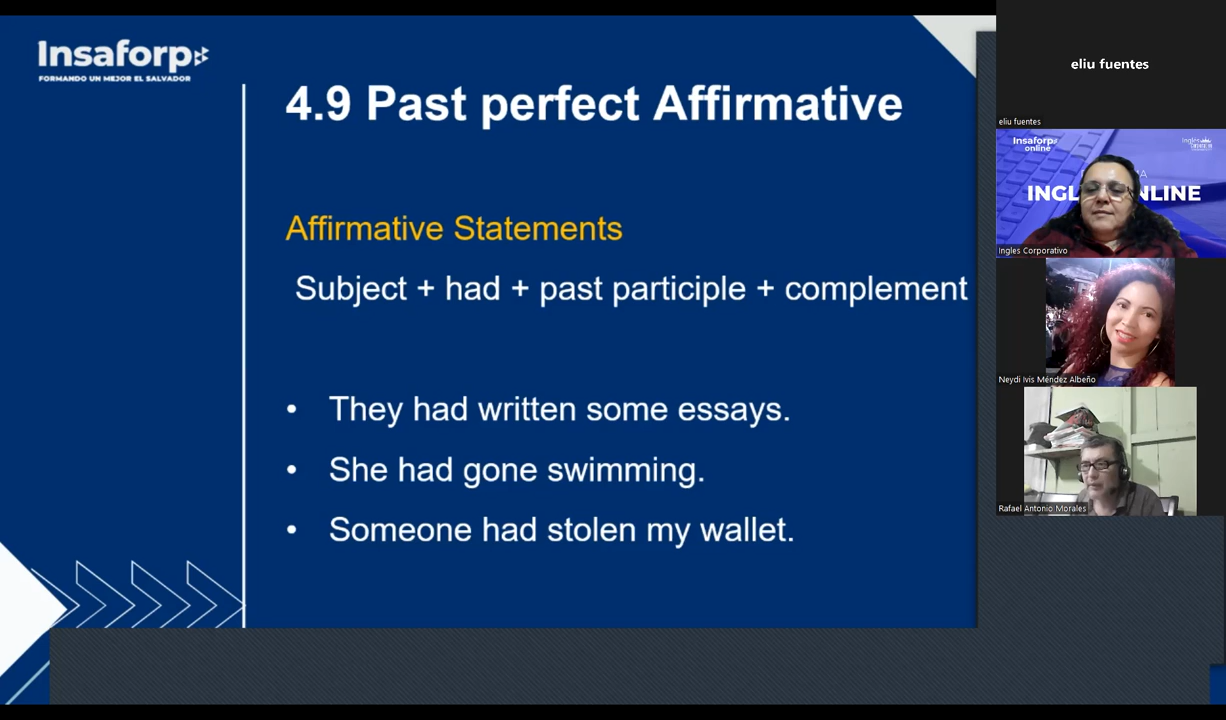 Insaforp
FORMANDO UN MEJOR EL SALVADOR
4.9 Past perfect Affirmative
Affirmative Statements
Subject + had + past participle + complement
• They had written some essays.
• She had gone swimming.
• Someone had stolen my wallet.
eliu fuentes
eliu fuentes
Insaforp
online
Ingles Corporativo
Neydi Ivis Méndez Albeño
Rafael Antonio Morales